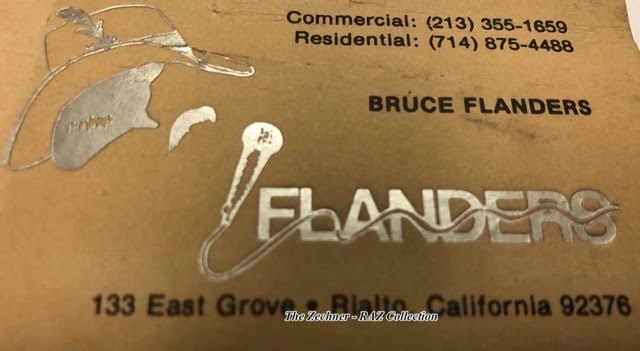 Commercial: (213) 355-1659
Residential: (714) 875-4488
BRUCE FLANDERS
FLANDERS
133 East Grove • Rialto, California 92376
The Zechner - RAZ Collection